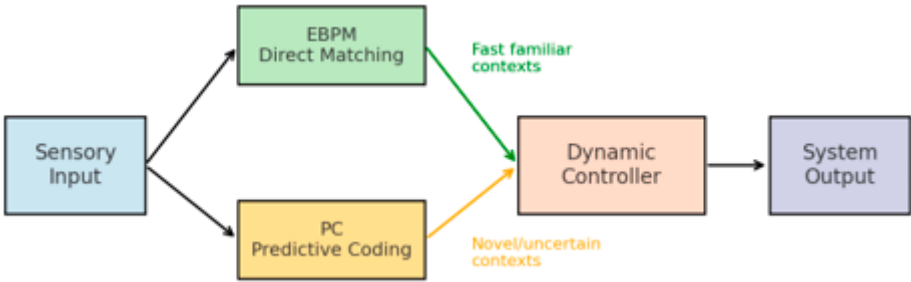 EBPM
Direct Matching
Fast familiar
contexts
Sensory
Input
Dynamic
Controller
System
Output
PC
Predictive Coding
Novel/uncertain
contexts